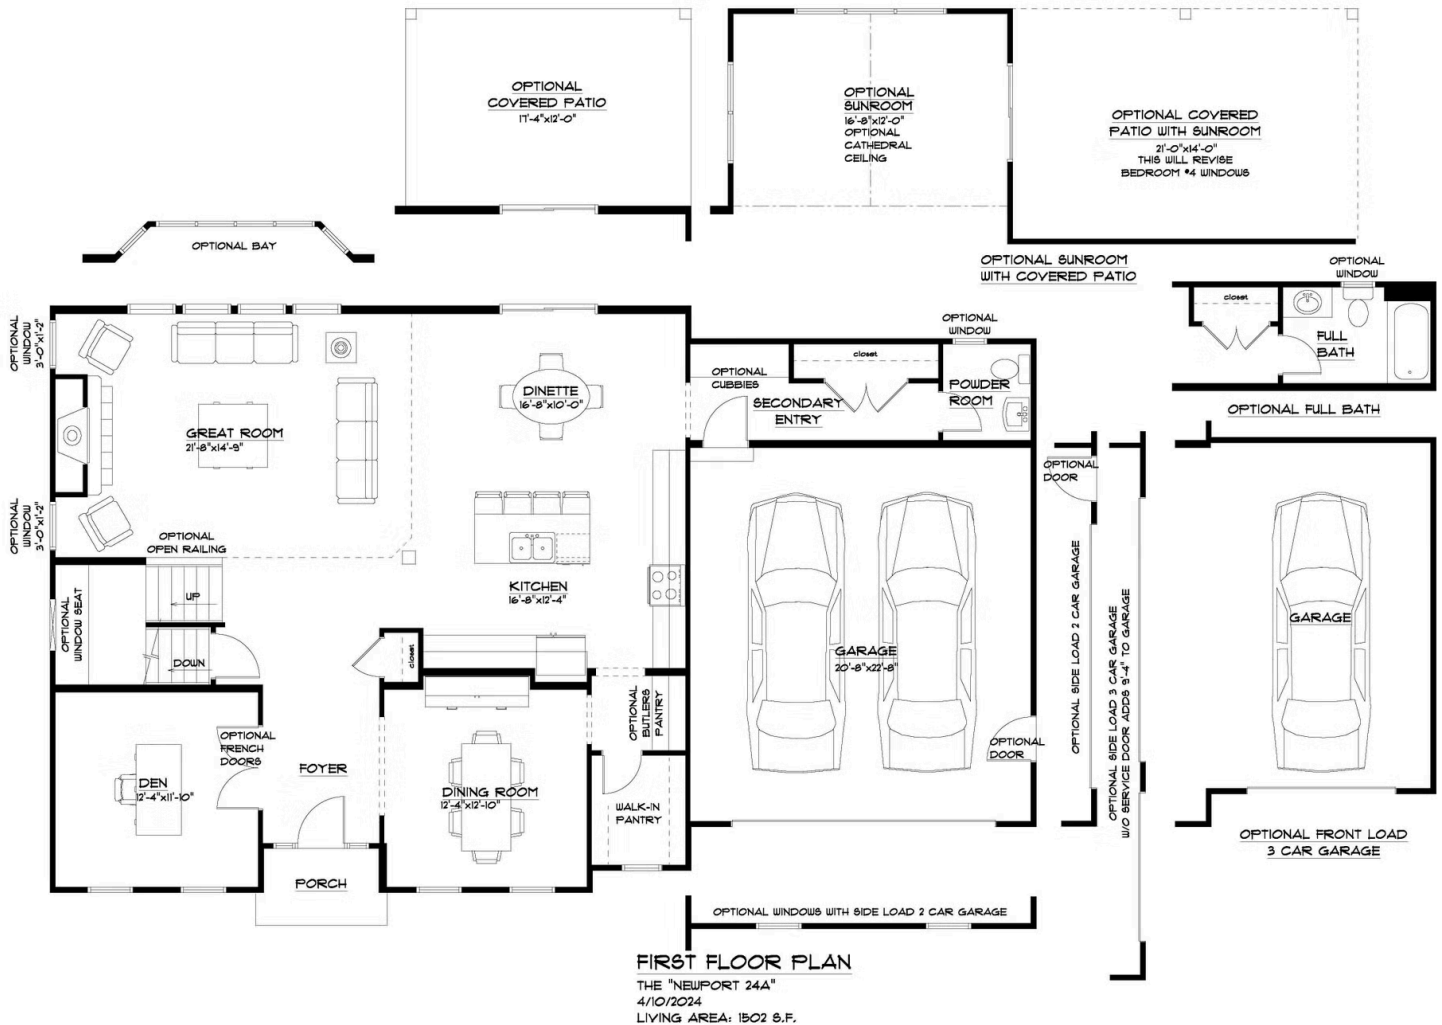 OPTIONAL
COVERED PATIO
17'-4"x12'-0"
OPTIONAL
SUNROOM
16'-8"x12'-0"
OPTIONAL
CATHEDRAL
CEILING
OPTIONAL COVERED
PATIO WITH SUNROOM
21'-0"x14'-0"
THIS WILL REVISE
BEDROOM #4 WINDOWS
OPTIONAL BAY
OPTIONAL SUNROOM
WITH COVERED PATIO
OPTIONAL
WINDOW
closet
FULL
BATH
OPTIONAL FULL BATH
OPTIONAL
WINDOW
3'-0"x1'-2"
GREAT ROOM
21'-8"x14'-9"
DINETTE
16'-8"x10'-0"
OPTIONAL
CUBBIES
closet
OPTIONAL
WINDOW
SECONDARY
ENTRY
POWDER
ROOM
OPTIONAL
WINDOW
3'-0"x1'-2"
OPTIONAL
OPEN RAILING
KITCHEN
16'-8"x12'-4"
OPTIONAL
DOOR
OPTIONAL
WINDOW SEAT
UP
DOWN
closet
GARAGE
20'-8"x22'-8"
GARAGE
OPTIONAL SIDE LOAD 2 CAR GARAGE
OPTIONAL SIDE LOAD 3 CAR GARAGE
W/O SERVICE DOOR ADDS 9'-4" TO GARAGE
OPTIONAL
BUTLERS
PANTRY
OPTIONAL
FRENCH
DOORS
OPTIONAL
DOOR
DEN
12'-4"x11'-10"
FOYER
DINING ROOM
12'-4"x12'-10"
WALK-IN
PANTRY
OPTIONAL FRONT LOAD
3 CAR GARAGE
PORCH
OPTIONAL WINDOWS WITH SIDE LOAD 2 CAR GARAGE
FIRST FLOOR PLAN
THE "NEWPORT 24A"
4/10/2024
LIVING AREA: 1502 S.F.